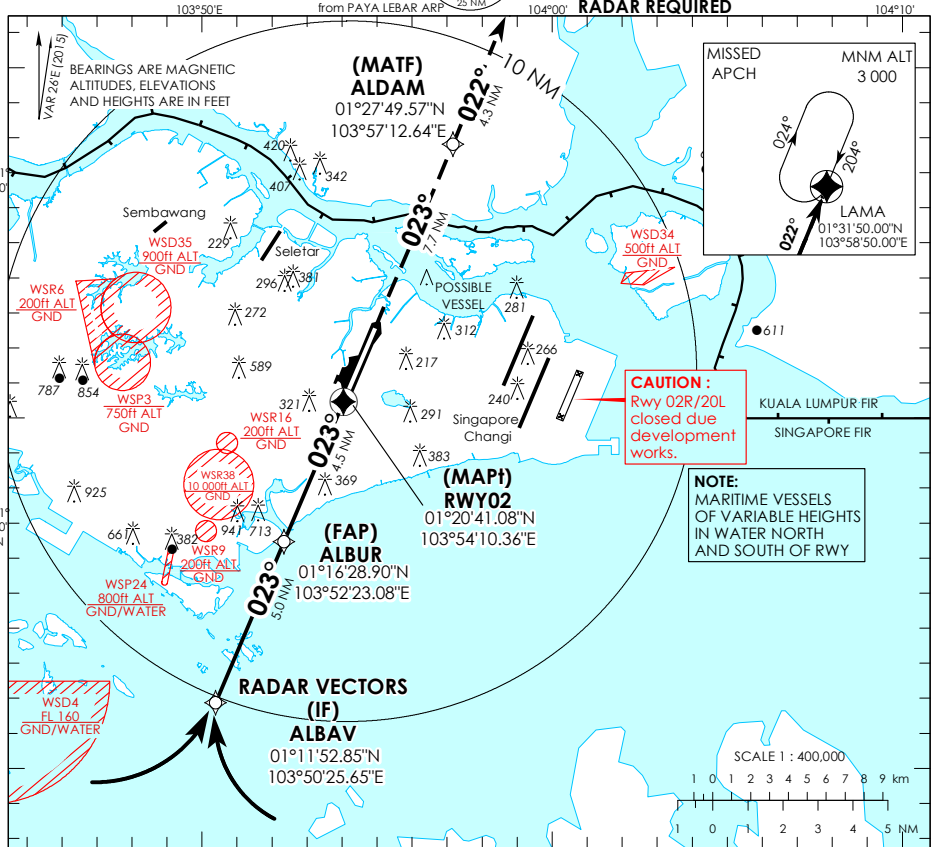 103°50'E
from PAYA LEBAR ARP
25 NM
104°00'
RADAR REQUIRED
104°10'
VAR 26'E (2015)
BEARINGS ARE MAGNETIC
ALTITUDES, ELEVATIONS
AND HEIGHTS ARE IN FEET
(MATF)
ALDAM
01°27'49.57"N
103°57'12.64"E
022°
4.3 NM
10 NM
MISSED
APCH
MNM ALT
3 000
024°
204°
022°
LAMA
01°31'50.00"N
103°58'50.00"E
420
407
342
Sembawang
229
Seletar
296
381
023°
7.7 NM
WSD35
900ft ALT
GND
WSR6
200ft ALT
GND
WSD34
500ft ALT
GND
POSSIBLE
VESSEL
281
272
312
611
589
217
266
787
854
WSP3
750ft ALT
GND
321
240
291
Singapore
Changi
CAUTION :
Rwy 02R/20L
closed due
development
works.
KUALA LUMPUR FIR
SINGAPORE FIR
WSR16
200ft ALT
GND
023°
4.5 NM
383
WSR38
10 000ft ALT
GND
369
925
(MAPt)
RWY02
01°20'41.08"N
103°54'10.36"E
NOTE:
MARITIME VESSELS
OF VARIABLE HEIGHTS
IN WATER NORTH
AND SOUTH OF RWY
661
382
941
713
WSR9
200ft ALT
GND
(FAP)
ALBUR
01°16'28.90"N
103°52'23.08"E
WSP24
800ft ALT
GND/WATER
023°
5.0 NM
WSD4
FL 160
GND/WATER
RADAR VECTORS
(IF)
ALBAV
01°11'52.85"N
103°50'25.65"E
SCALE 1 : 400,000
1 0 1 2 3 4 5 6 7 8 9 km
1 0 1 2 3 4 5 NM